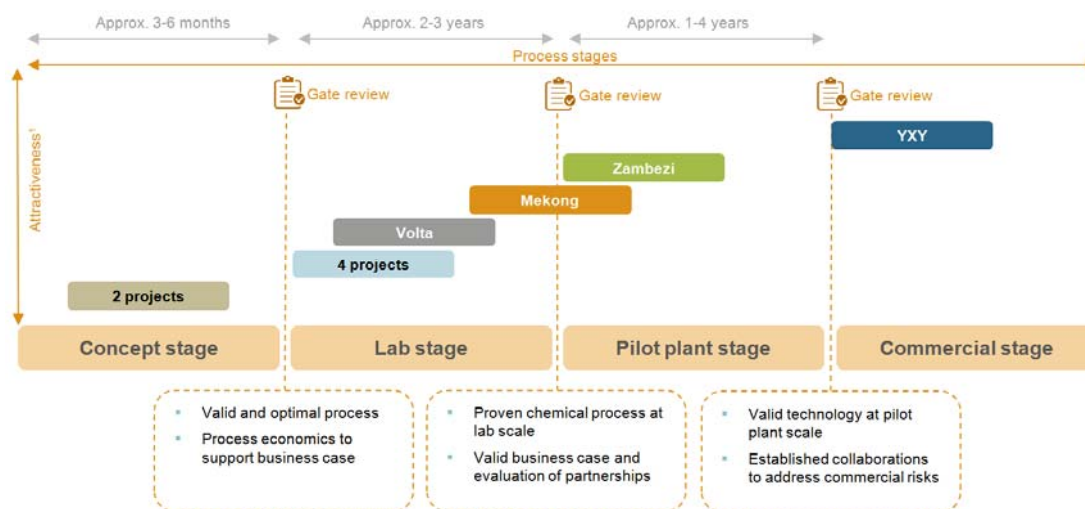 Approx. 3-6 months
Approx. 2-3 years
Approx. 1-4 years
Process stages
Gate review
Gate review
Gate review
Attractiveness¹
YXY
Zambezi
Mekong
Volta
4 projects
2 projects
Concept stage
Lab stage
Pilot plant stage
Commercial stage
Valid and optimal process
Process economics to
support business case
Proven chemical process at
lab scale
Valid business case and
evaluation of partnerships
Valid technology at pilot
plant scale
Established collaborations
to address commercial risks